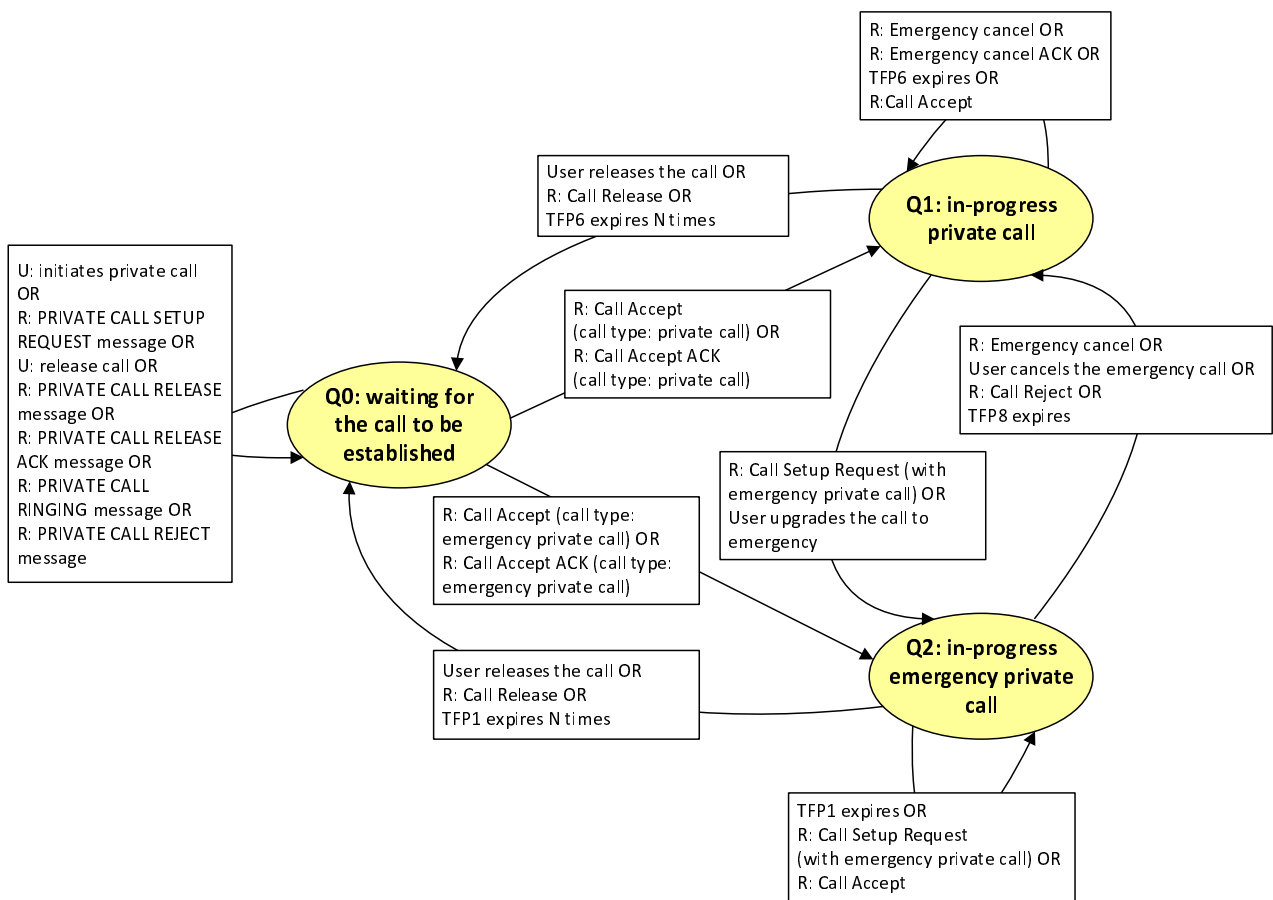 R: Emergency cancel OR
R: Emergency cancel ACK OR
TFP6 expires OR
R:Call Accept
User releases the call OR
R: Call Release OR
TFP6 expires N times
Q1: in-progress
private call
U: initiates private call
OR
R: PRIVATE CALL SETUP
REQUEST message OR
U: release call OR
R: PRIVATE CALL RELEASE
message OR
R: PRIVATE CALL RELEASE
ACK message OR
R: PRIVATE CALL
RINGING message OR
R: PRIVATE CALL REJECT
message
R: Call Accept
(call type: private call) OR
R: Call Accept ACK
(call type: private call)
R: Emergency cancel OR
User cancels the emergency call OR
R: Call Reject OR
TFP8 expires
Q0: waiting for
the call to be
established
R: Call Setup Request (with
emergency private call) OR
User upgrades the call to
emergency
R: Call Accept (call type:
emergency private call) OR
R: Call Accept ACK (call type:
emergency private call)
Q2: in-progress
emergency private
call
User releases the call OR
R: Call Release OR
TFP1 expires N times
TFP1 expires OR
R: Call Setup Request
(with emergency private call) OR
R: Call Accept